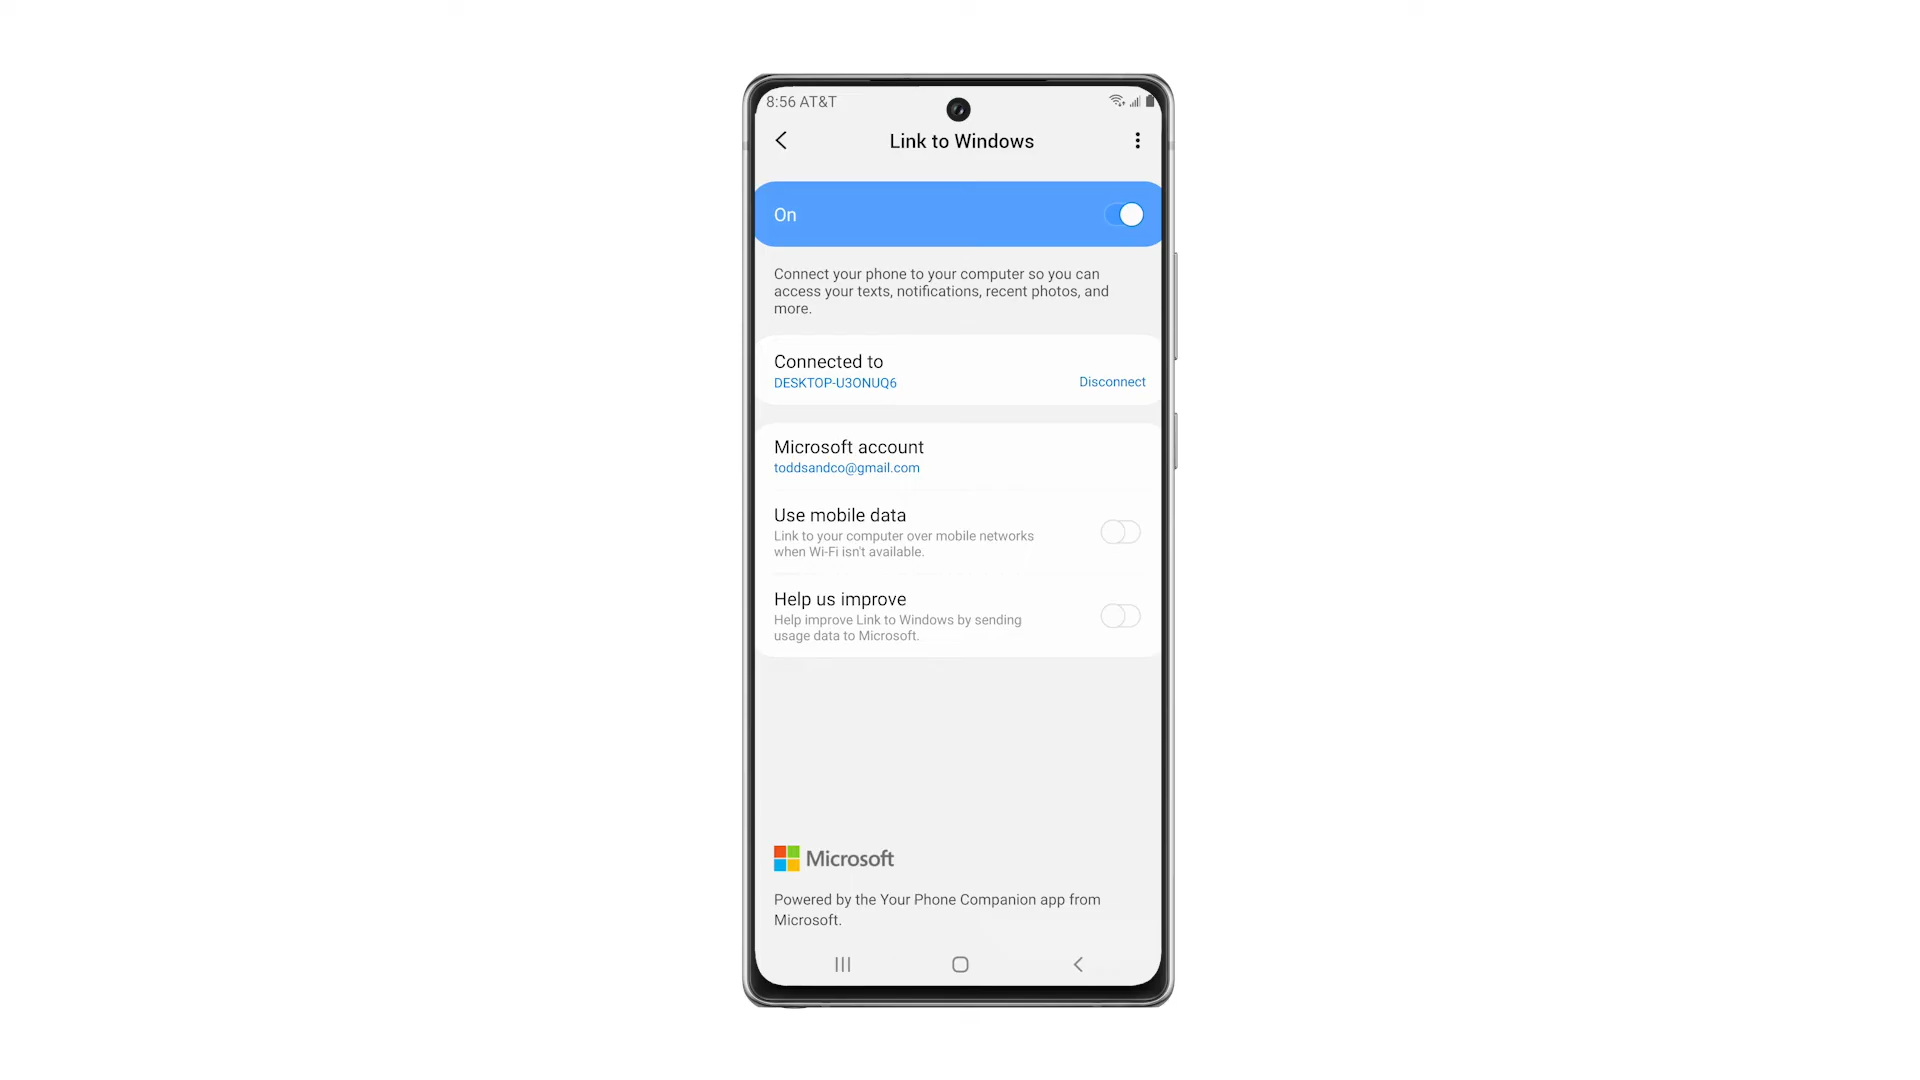 8:56 AT&T
Link to Windows
On
Connect your phone to your computer so you can
access your texts, notifications, recent photos, and
more.
Connected to
DESKTOP-U3ONUQ6
Disconnect
Microsoft account
toddsandco@gmail.com
Use mobile data
Link to your computer over mobile networks
when Wi-Fi isn't available.
Help us improve
Help improve Link to Windows by sending
usage data to Microsoft.
Microsoft
Powered by the Your Phone Companion app from
Microsoft.